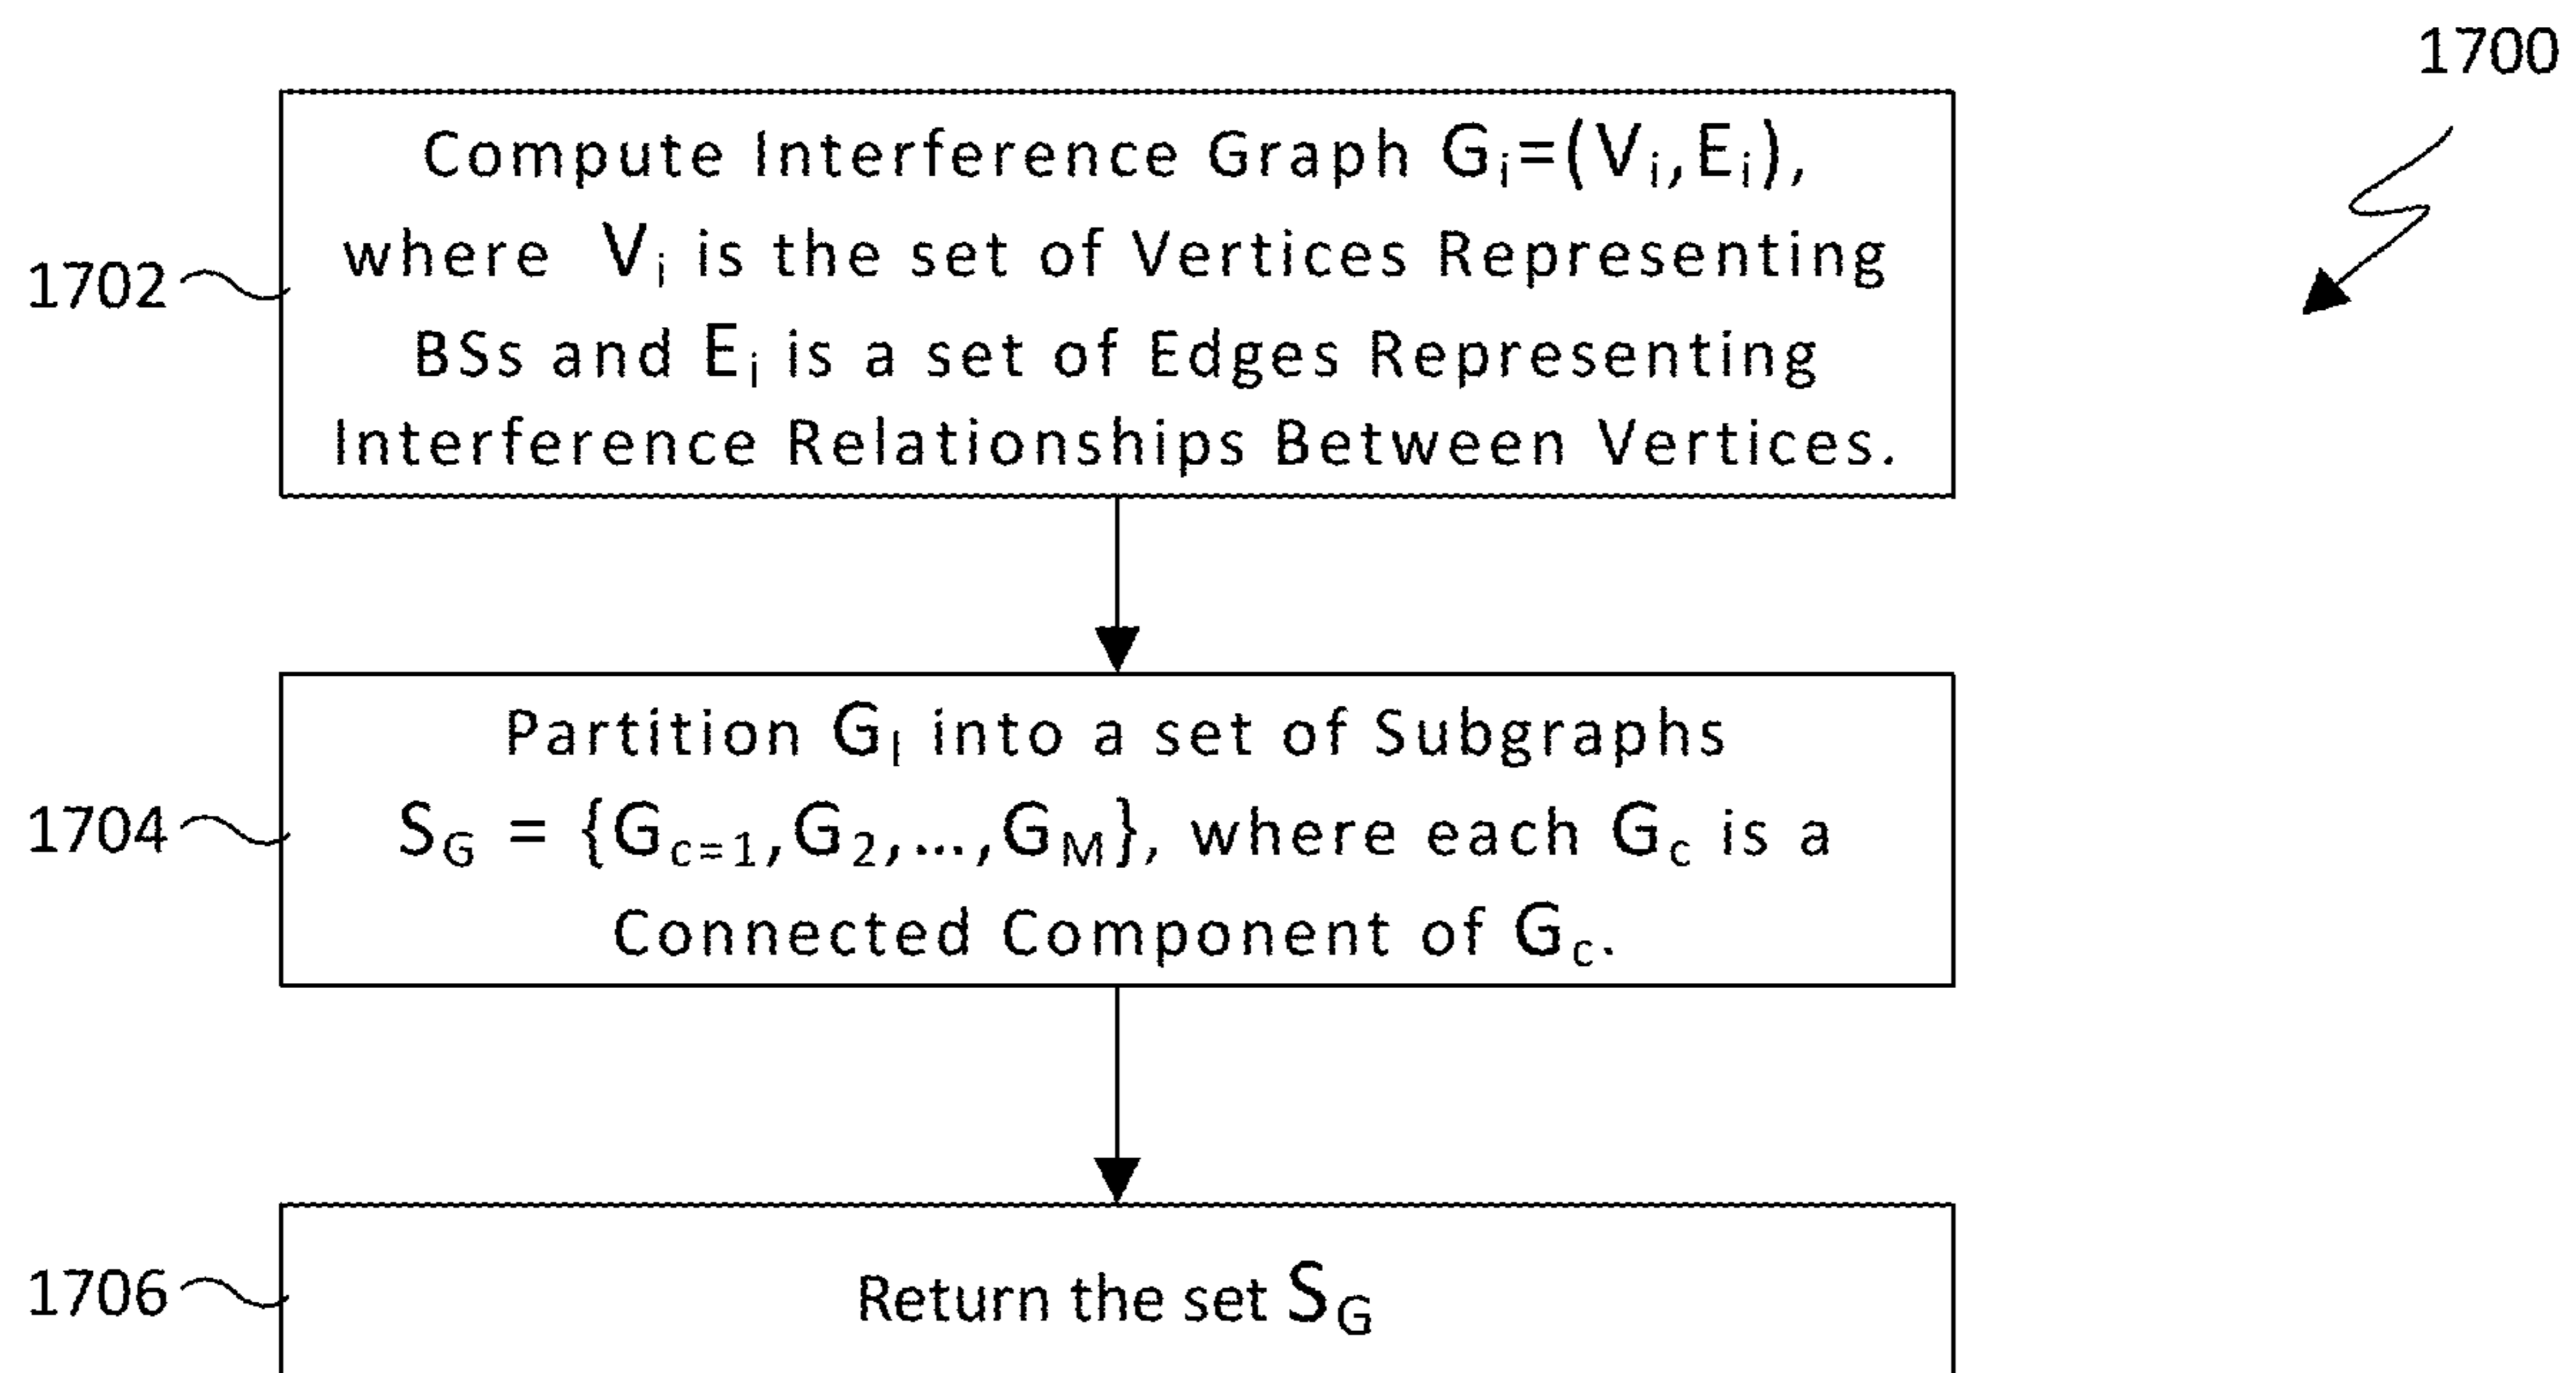 1700
Compute Interference Graph Gᵢ=(Vᵢ,Eᵢ),
where Vᵢ is the set of Vertices Representing
1702
BSs and Eᵢ is a set of Edges Representing
Interference Relationships Between Vertices.
Partition G_I into a set of Subgraphs
1704
S_G = {G_c=1,G_2,...,G_M}, where each G_c is a
Connected Component of G_c.
1706
Return the set S_G